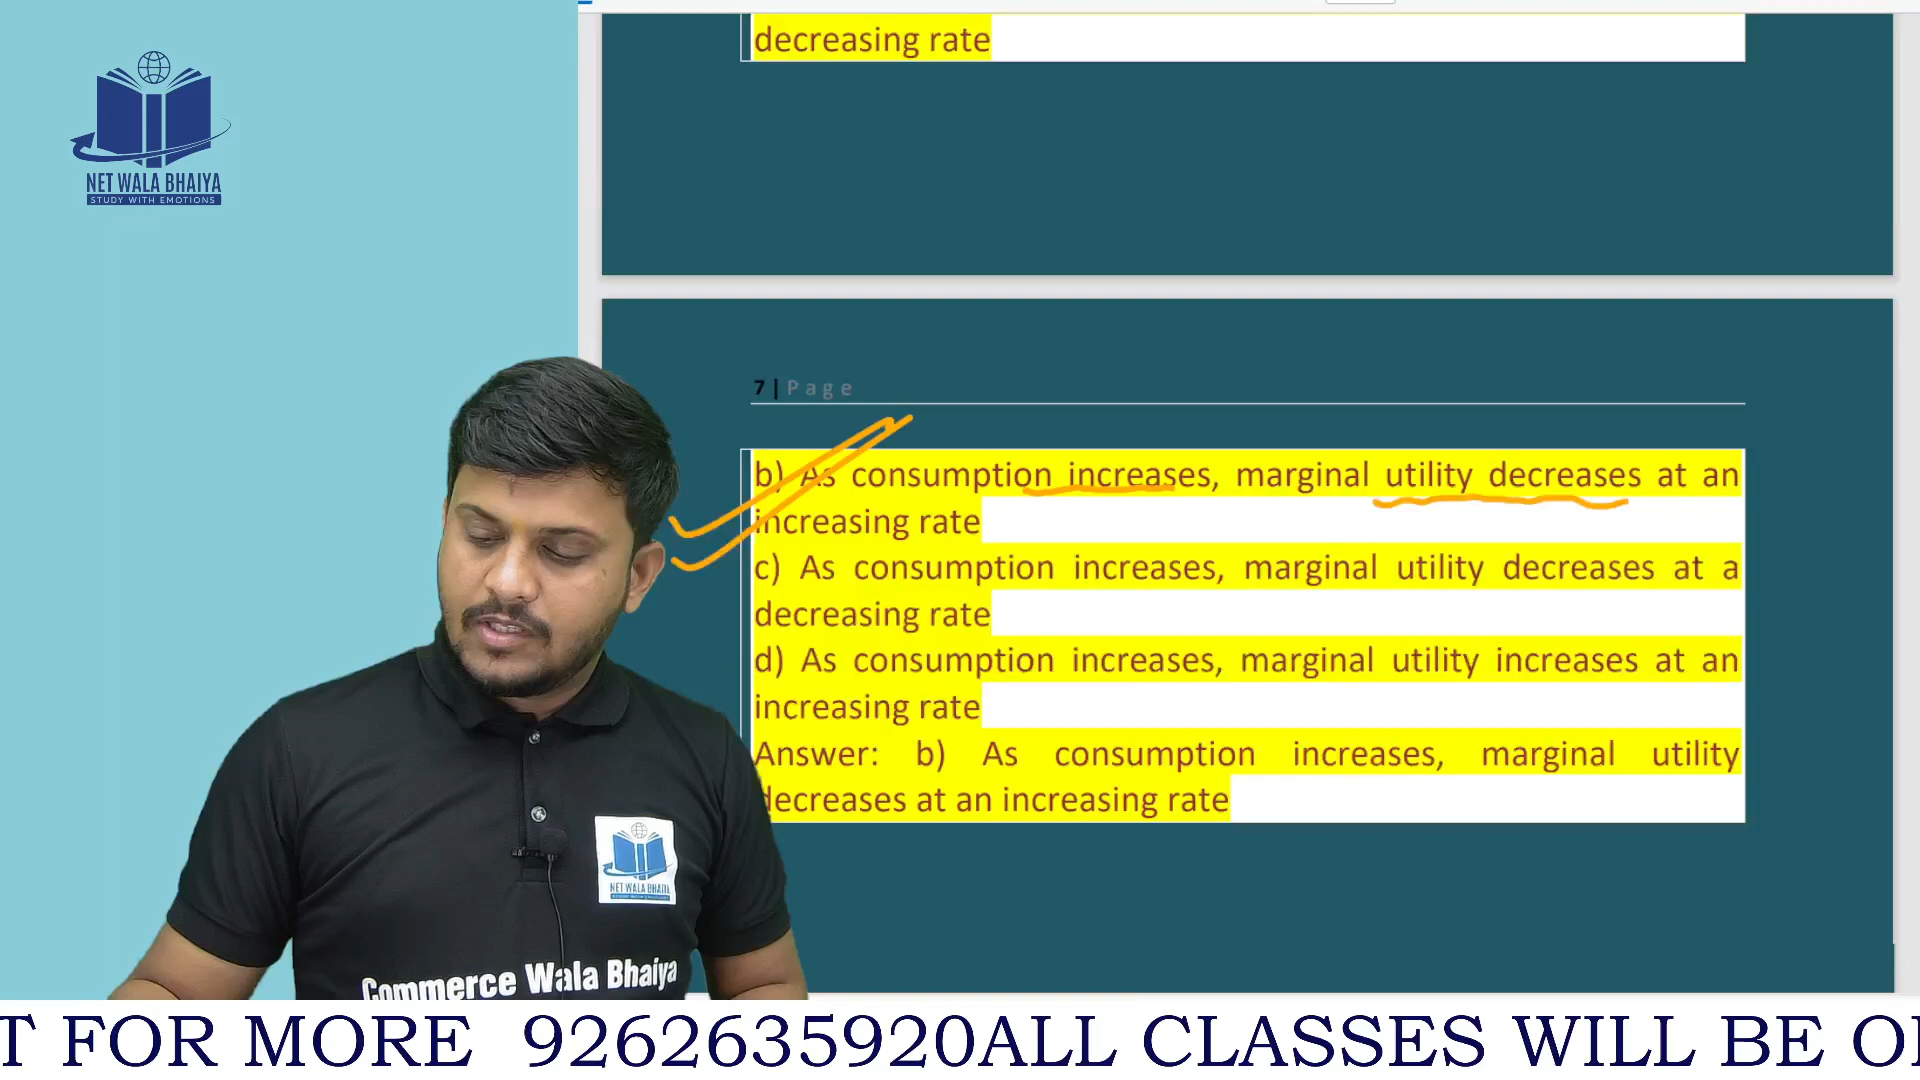 NET WALA BHAIYA
STUDY WITH EMOTIONS
decreasing rate
7 | Page
b) As consumption increases, marginal utility decreases at an
increasing rate
c) As consumption increases, marginal utility decreases at a
decreasing rate
d) As consumption increases, marginal utility increases at an
increasing rate
Answer: b) As consumption increases, marginal utility
decreases at an increasing rate
NET WALA BHAIYA
Commerce Wala Bhaiya
T FOR MORE 9262635920ALL CLASSES WILL BE O